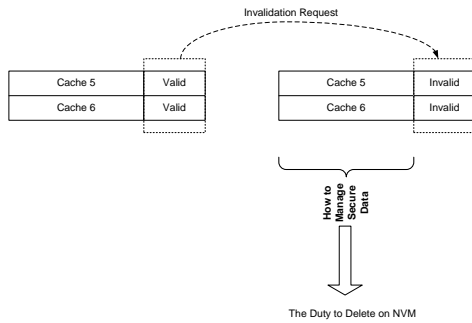 Invalidation Request
Cache 5 Valid Cache 5 Invalid
Cache 6 Valid Cache 6 Invalid
How to
Manage
Secure
Data
The Duty to Delete on NVM